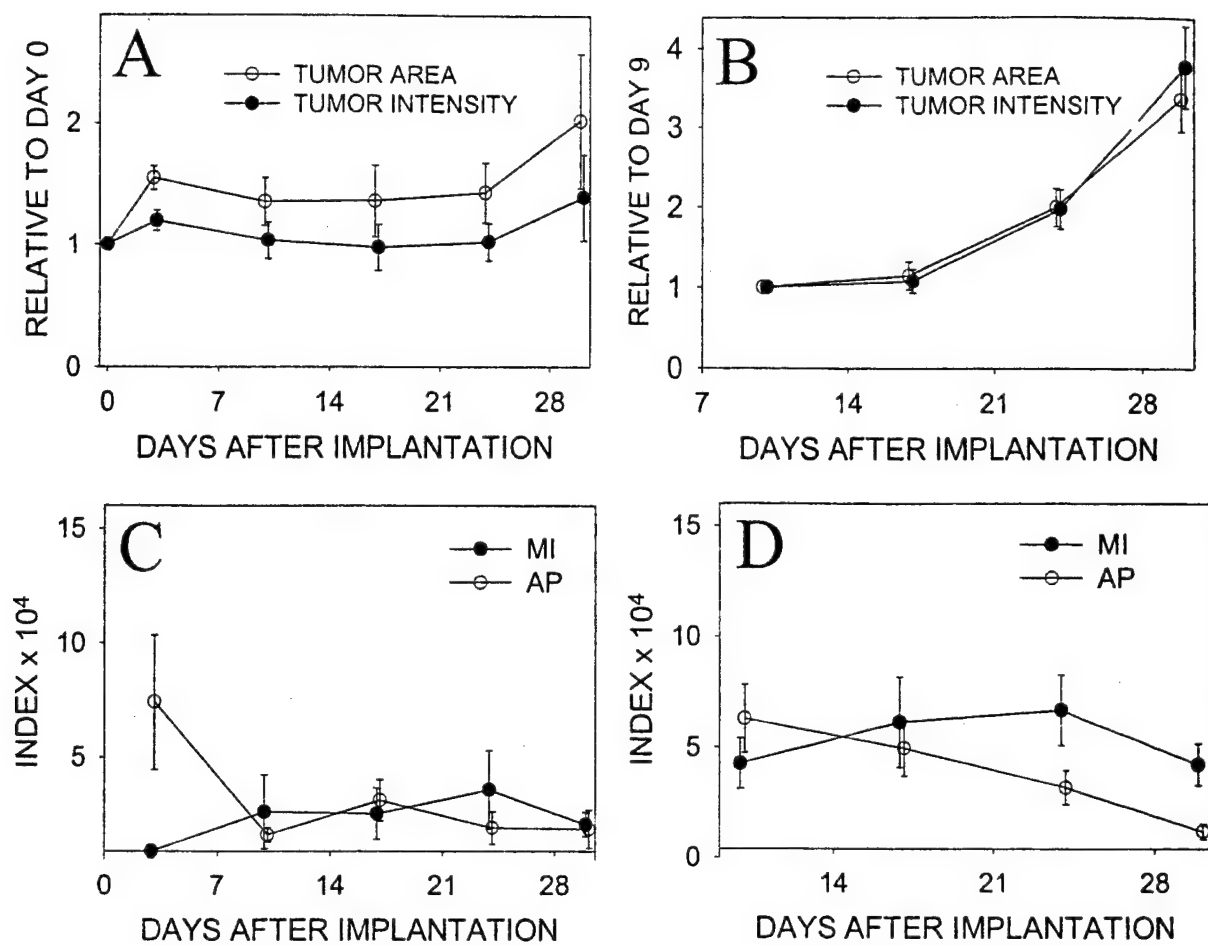 A
TUMOR AREA
TUMOR INTENSITY
RELATIVE TO DAY 0
2
1
0
0 7 14 21 28
DAYS AFTER IMPLANTATION
B
TUMOR AREA
TUMOR INTENSITY
RELATIVE TO DAY 9
4
3
2
1
0
7 14 21 28
DAYS AFTER IMPLANTATION
C
MI
AP
INDEX x 10⁴
15
10
5
0 7 14 21 28
DAYS AFTER IMPLANTATION
D
MI
AP
INDEX x 10⁴
15
10
5
0
14 21 28
DAYS AFTER IMPLANTATION